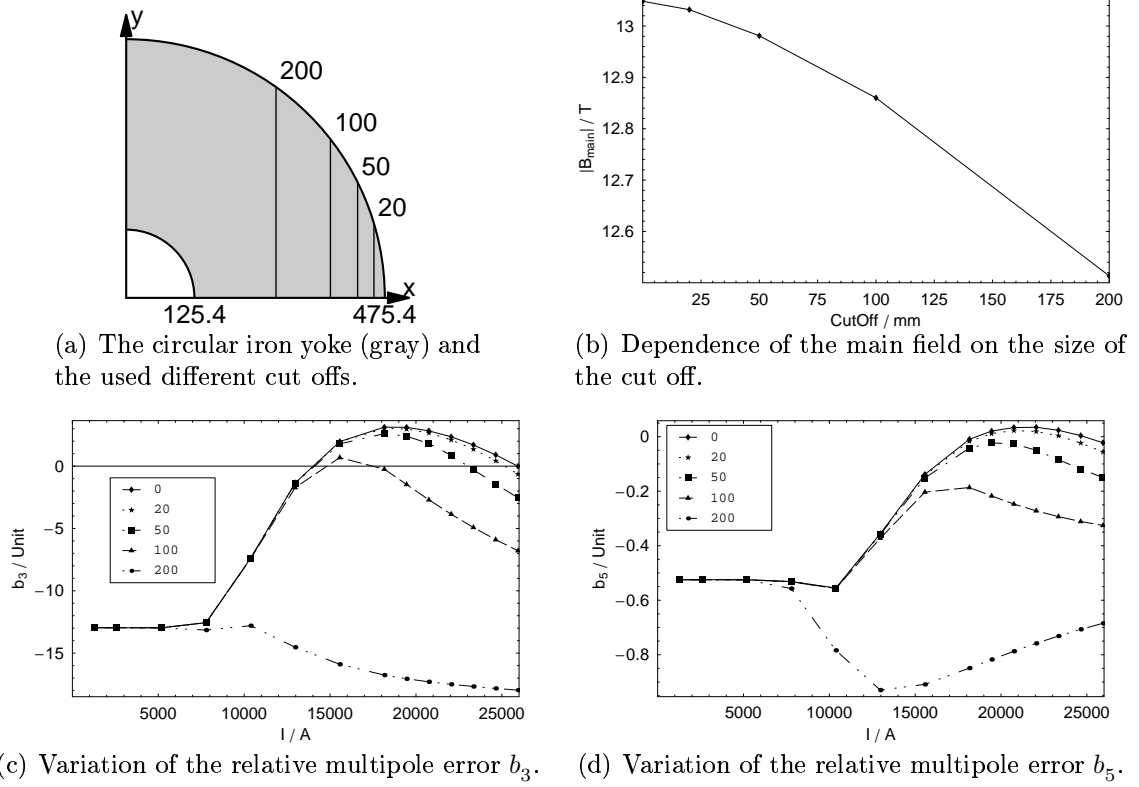 y
200
100
50
20
x
125.4
475.4
(a) The circular iron yoke (gray) and
the used different cut offs.
13
12.9
12.8
12.7
12.6
|B_main| / T
25 50 75 100 125 150 175 200
CutOff / mm
(b) Dependence of the main field on the size of
the cut off.
0
−5
−10
−15
b_3 / Unit
0
20
50
100
200
5000 10000 15000 20000 25000
I / A
(c) Variation of the relative multipole error b_3.
0
−0.2
−0.4
−0.6
−0.8
b_5 / Unit
0
20
50
100
200
5000 10000 15000 20000 25000
I / A
(d) Variation of the relative multipole error b_5.